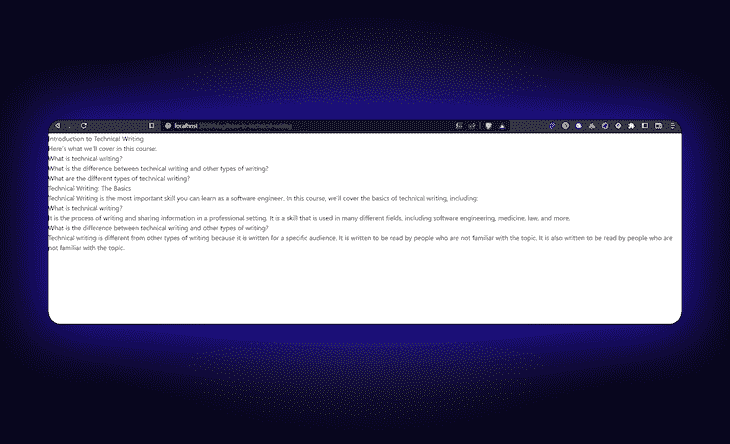 localhost
Introduction to Technical Writing
Here's what we'll cover in this course:
What is technical writing?
What is the difference between technical writing and other types of writing?
What are the different types of technical writing?
Technical Writing: The Basics
Technical Writing is the most important skill you can learn as a software engineer. In this course, we'll cover the basics of technical writing, including:
What is technical writing?
It is the process of writing and sharing information in a professional setting. It is a skill that is used in many different fields, including software engineering, medicine, law, and more.
What is the difference between technical writing and other types of writing?
Technical writing is different from other types of writing because it is written for a specific audience. It is written to be read by people who are not familiar with the topic. It is also written to be read by people who are
not familiar with the topic.